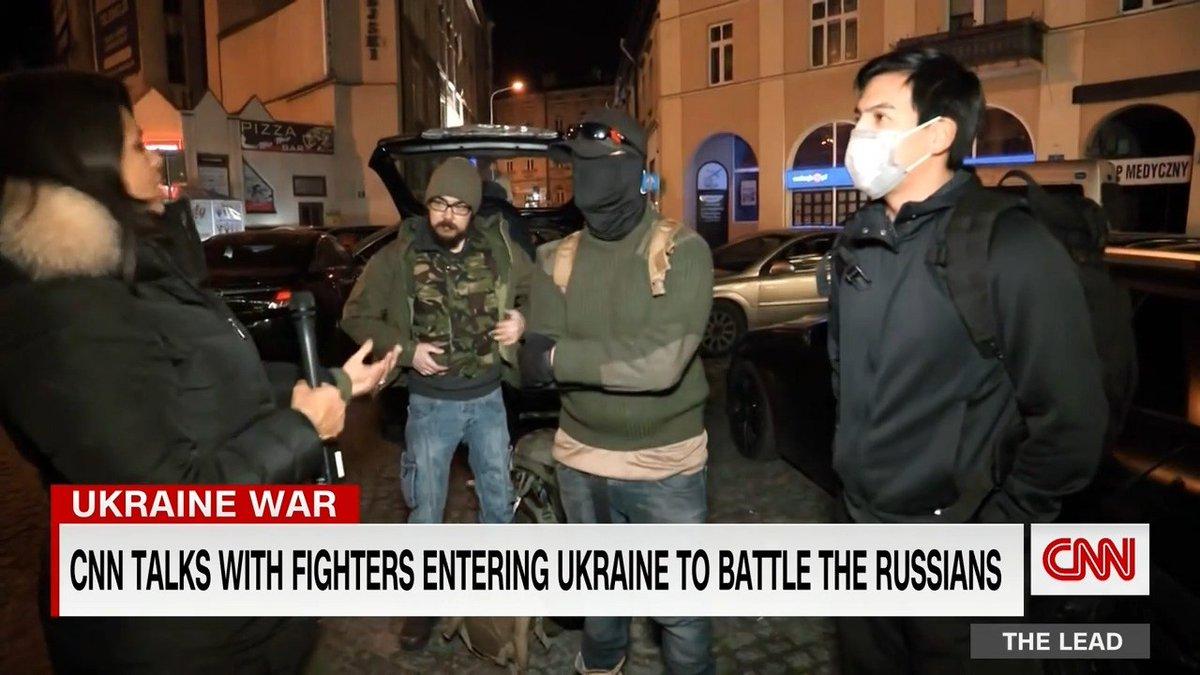 PIZZA
BAR
P MEDYCZNY
UKRAINE WAR
CNN TALKS WITH FIGHTERS ENTERING UKRAINE TO BATTLE THE RUSSIANS
CNN
THE LEAD